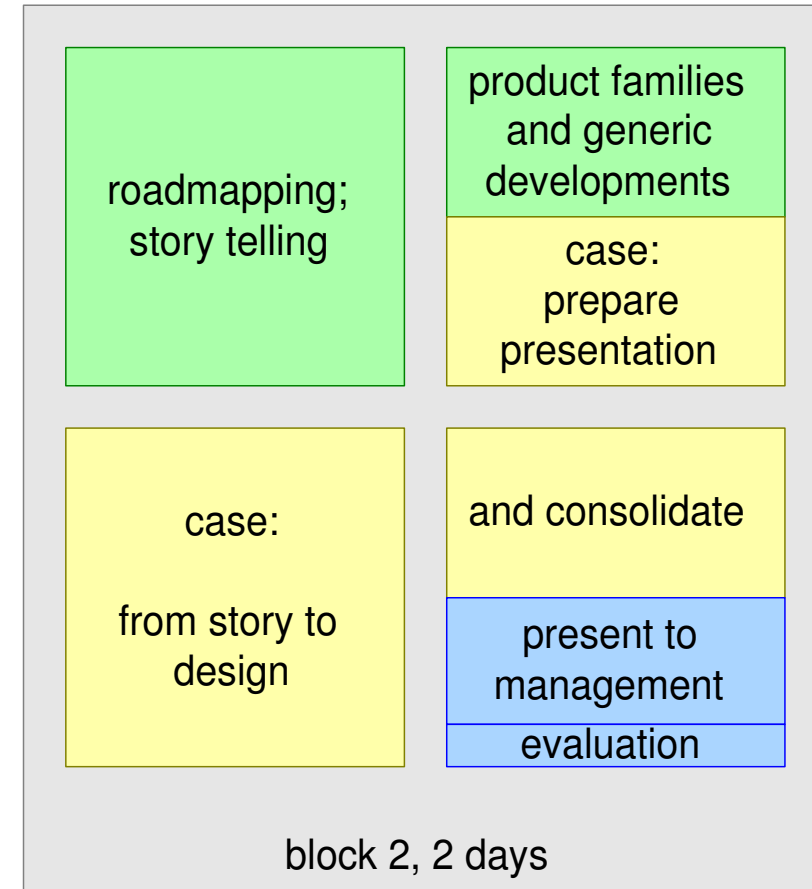 roadmapping;
story telling
product families
and generic
developments
case:
prepare
presentation
case:
from story to
design
and consolidate
present to
management
evaluation
block 2, 2 days